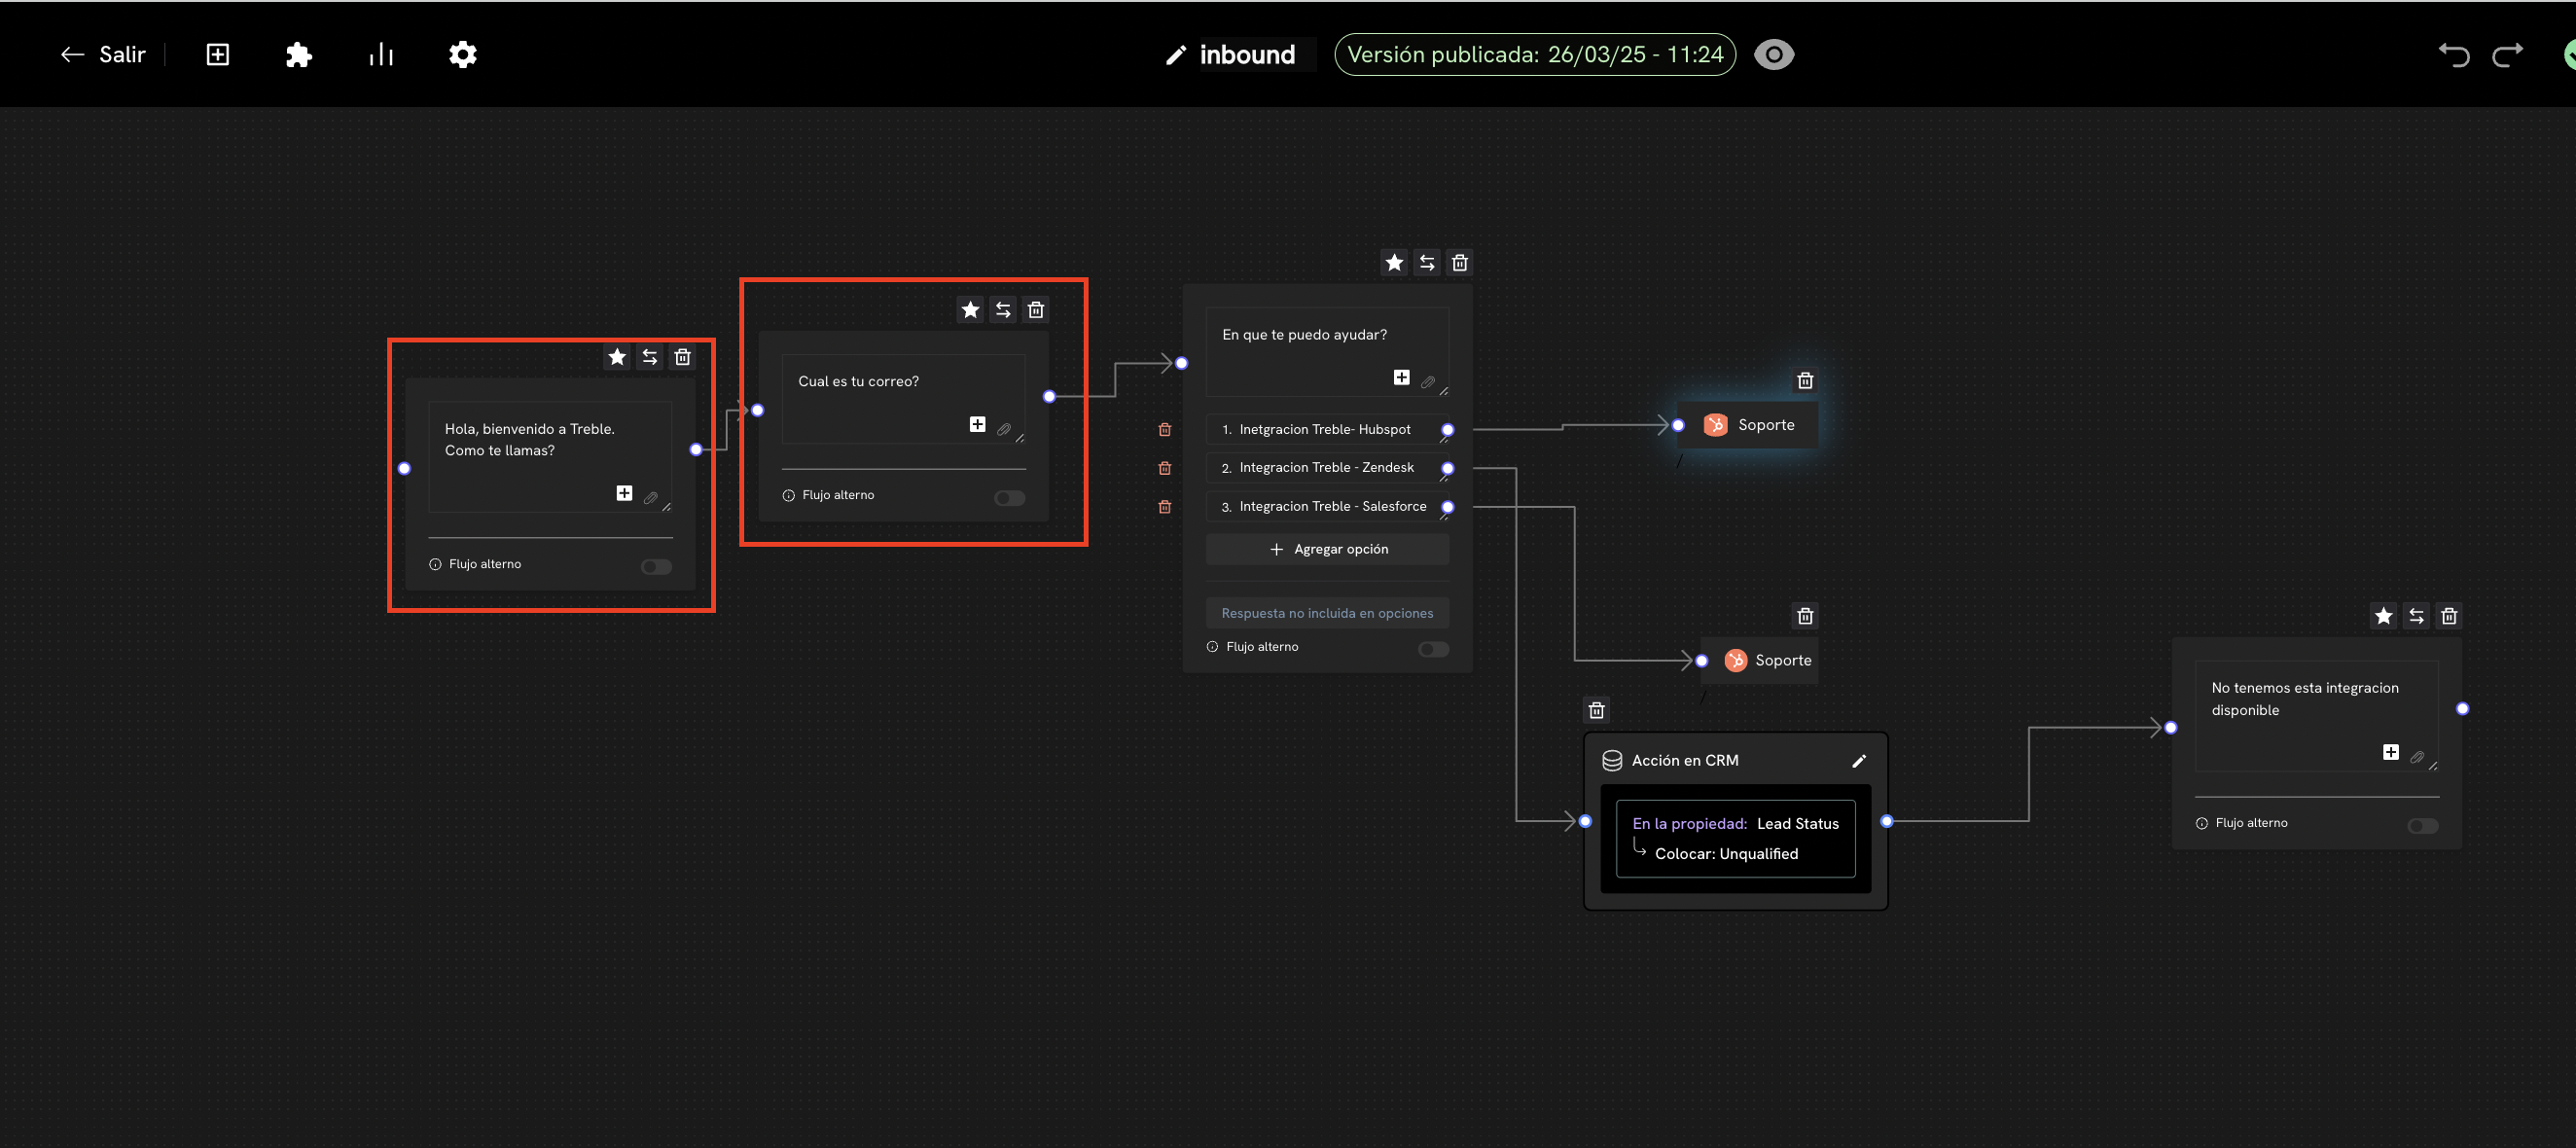 Salir
inbound
Versión publicada: 26/03/25 - 11:24
Hola, bienvenido a Treble.
Como te llamas?
Flujo alterno
Cual es tu correo?
Flujo alterno
En que te puedo ayudar?
1. Inetgracion Treble- Hubspot
2. Integracion Treble - Zendesk
3. Integracion Treble - Salesforce
Agregar opción
Respuesta no incluida en opciones
Flujo alterno
Soporte
Soporte
Acción en CRM
En la propiedad: Lead Status
Colocar: Unqualified
No tenemos esta integracion
disponible
Flujo alterno